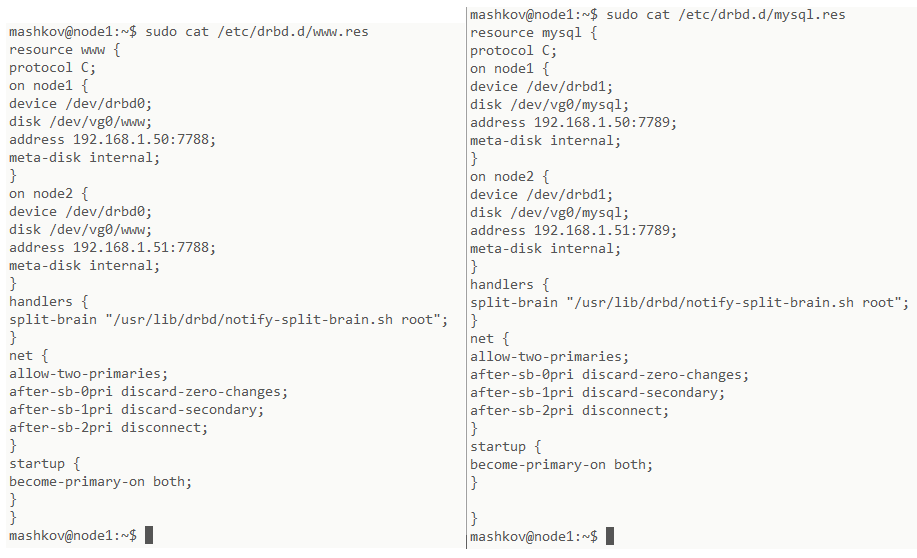 mashkov@node1:~$ sudo cat /etc/drbd.d/www.res
resource www {
protocol C;
on node1 {
device /dev/drbd0;
disk /dev/vg0/www;
address 192.168.1.50:7788;
meta-disk internal;
}
on node2 {
device /dev/drbd0;
disk /dev/vg0/www;
address 192.168.1.51:7788;
meta-disk internal;
}
handlers {
split-brain "/usr/lib/drbd/notify-split-brain.sh root";
}
net {
allow-two-primaries;
after-sb-0pri discard-zero-changes;
after-sb-1pri discard-secondary;
after-sb-2pri disconnect;
}
startup {
become-primary-on both;
}
}
mashkov@node1:~$
mashkov@node1:~$ sudo cat /etc/drbd.d/mysql.res
resource mysql {
protocol C;
on node1 {
device /dev/drbd1;
disk /dev/vg0/mysql;
address 192.168.1.50:7789;
meta-disk internal;
}
on node2 {
device /dev/drbd1;
disk /dev/vg0/mysql;
address 192.168.1.51:7789;
meta-disk internal;
}
handlers {
split-brain "/usr/lib/drbd/notify-split-brain.sh root";
}
net {
allow-two-primaries;
after-sb-0pri discard-zero-changes;
after-sb-1pri discard-secondary;
after-sb-2pri disconnect;
}
startup {
become-primary-on both;
}
}
mashkov@node1:~$